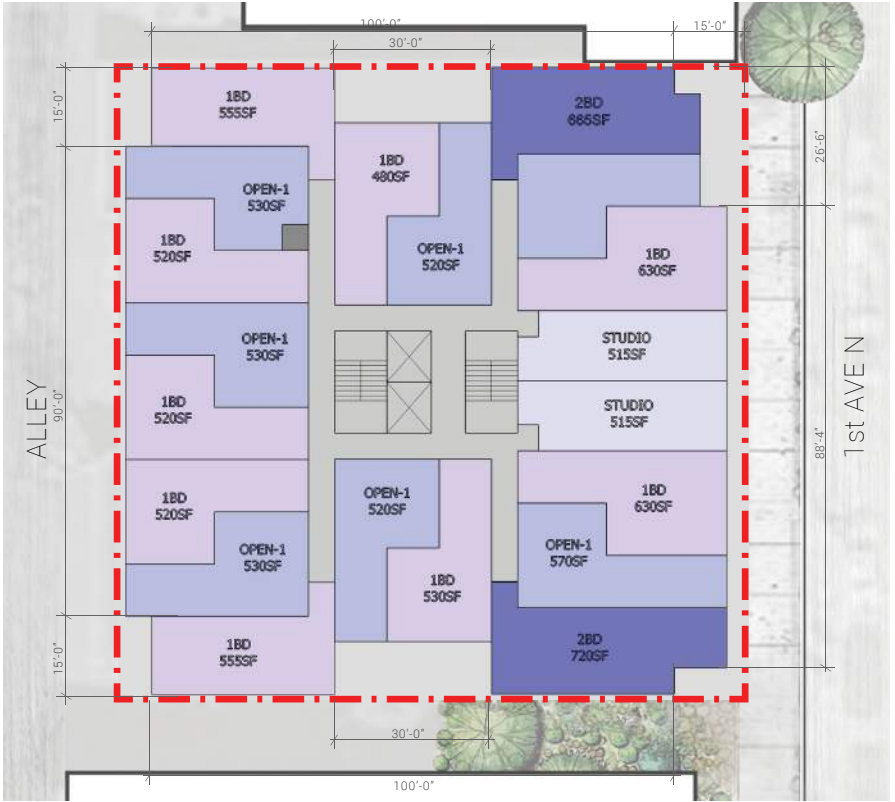 100'-0"
15'-0"
30'-0"
15'-0"
1BD
555SF
2BD
665SF
26'-6"
1BD
480SF
OPEN-1
530SF
1BD
520SF
OPEN-1
520SF
1BD
630SF
OPEN-1
530SF
STUDIO
515SF
ALLEY
90'-0"
1st AVE N
1BD
520SF
STUDIO
515SF
88'-4"
1BD
520SF
OPEN-1
520SF
1BD
630SF
OPEN-1
530SF
OPEN-1
570SF
1BD
530SF
15'-0"
1BD
555SF
2BD
720SF
30'-0"
100'-0"